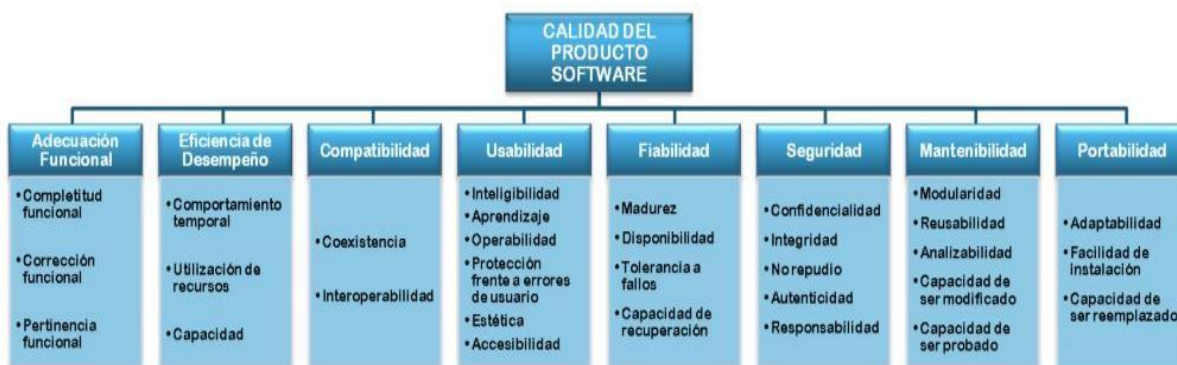 CALIDAD DEL
PRODUCTO
SOFTWARE
Adecuación
Funcional
• Completitud
funcional
• Corrección
funcional
• Pertinencia
funcional
Eficiencia de
Desempeño
• Comportamiento
temporal
• Utilización de
recursos
• Capacidad
Compatibilidad
• Coexistencia
• Interoperabilidad
Usabilidad
• Inteligibilidad
• Aprendizaje
• Operabilidad
• Protección
frente a errores
de usuario
• Estética
• Accesibilidad
Fiabilidad
• Madurez
• Disponibilidad
• Tolerancia a
fallos
• Capacidad de
recuperación
Seguridad
• Confidencialidad
• Integridad
• No repudio
• Autenticidad
• Responsabilidad
Mantenibilidad
• Modularidad
• Reusabilidad
• Analizabilidad
• Capacidad de
ser modificado
• Capacidad de
ser probado
Portabilidad
• Adaptabilidad
• Facilidad de
instalación
• Capacidad de
ser reemplazado